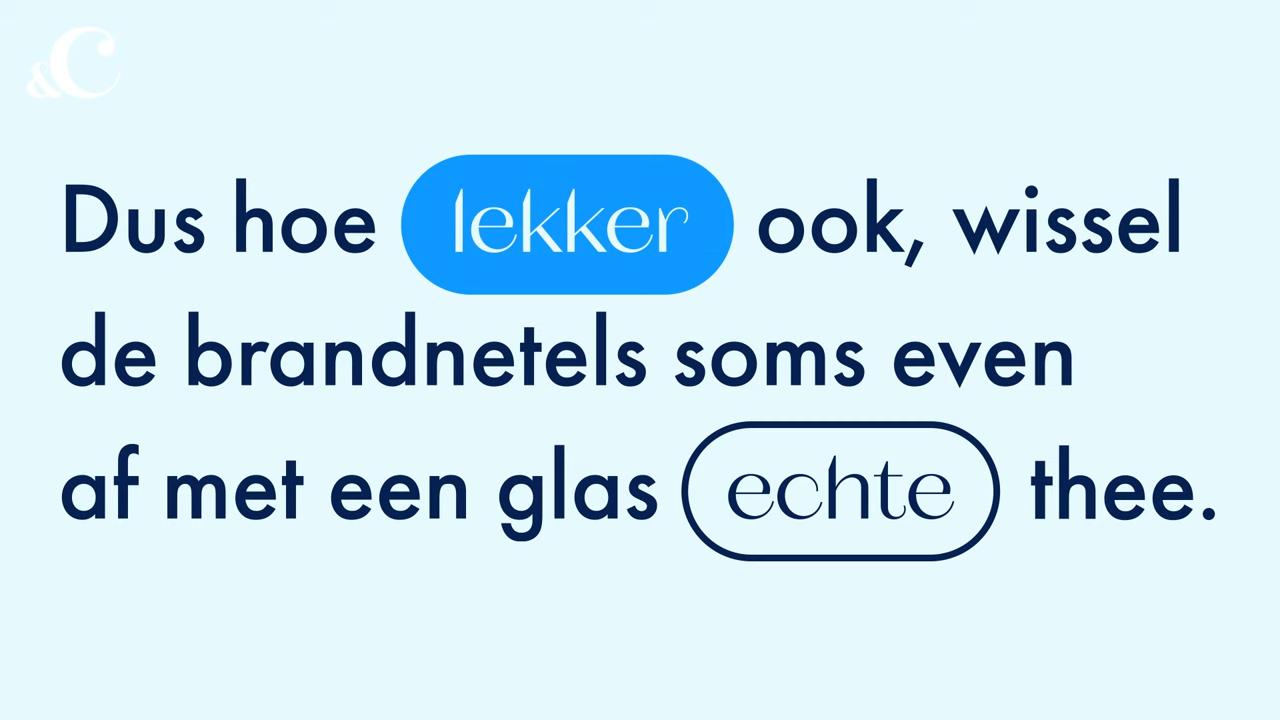 &C
Dus hoe lekker ook, wissel
de brandnetels soms even
af met een glas echte thee.